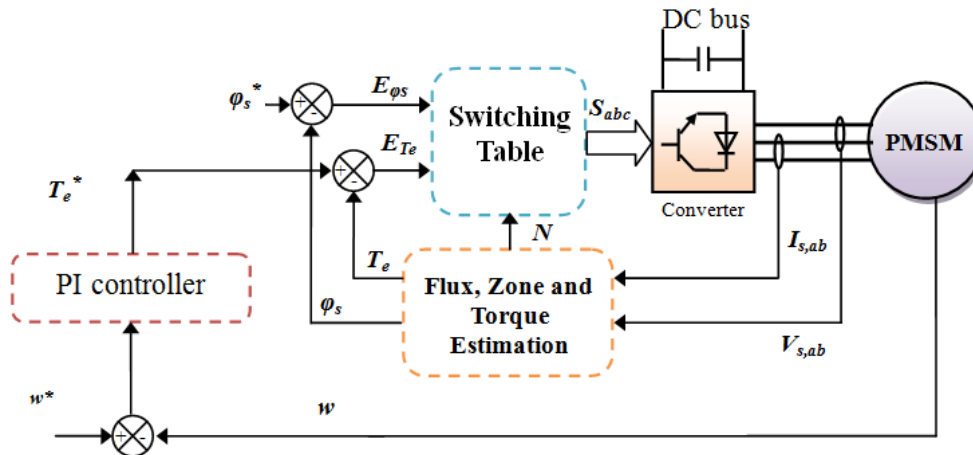 DC bus
φs*
+
-
Eφs
Switching
Table
Sabc
PMSM
ETe
+
-
Te*
Converter
N
Is,ab
PI controller
Te
Flux, Zone and
Torque
Estimation
φs
Vs,ab
w*
w
+
-